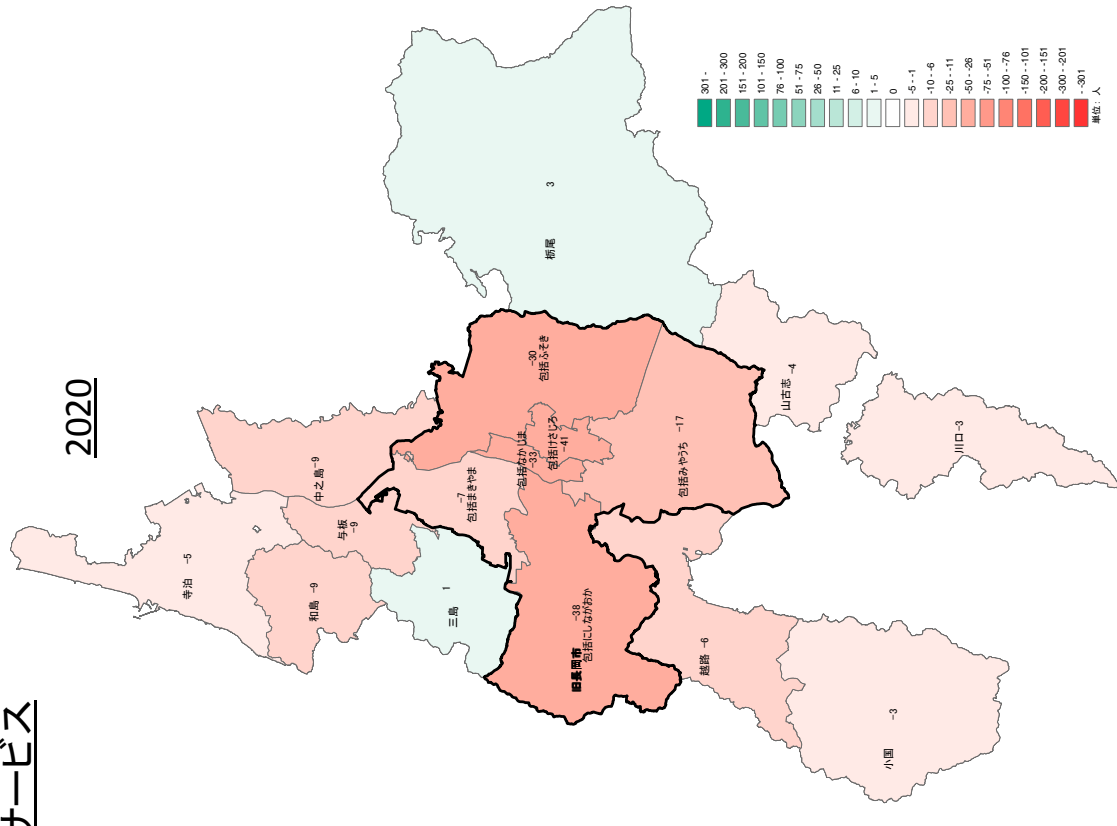 サービス
2020
寺泊 -5
和島 -9
中之島 -9
与板
-9
三島 1
-7
包括まきやま
包括なかじま
-33
包括けさじろ
-41
-30
包括ふそき
栃尾 3
旧長岡市
-38
包括にしながおか
包括みやうち -17
越路 -6
山古志 -4
川口 -3
小国 -3
301 -
201 - 300
151 - 200
101 - 150
76 - 100
51 - 75
26 - 50
11 - 25
6 - 10
1 - 5
0
-5 - -1
-10 - -6
-25 - -11
-50 - -26
-75 - -51
-100 - -76
-150 - -101
-200 - -151
-300 - -201
- -301
単位：人